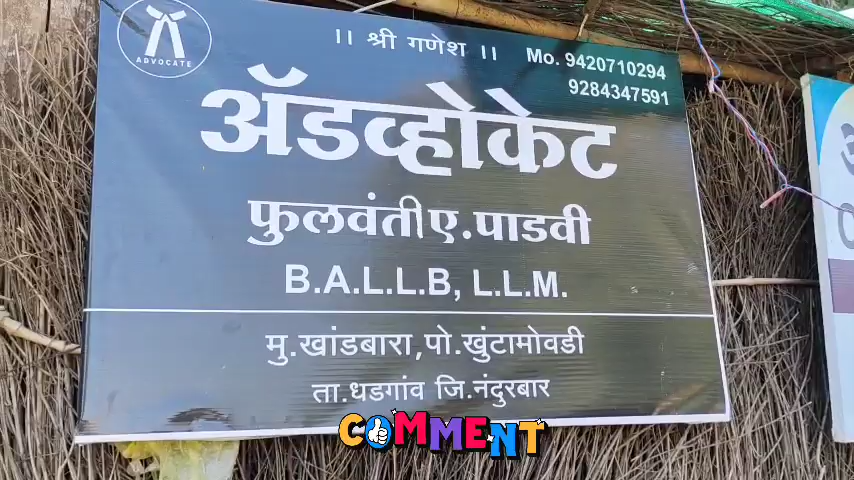 ADVOCATE
।। श्री गणेश ।।
Mo. 9420710294
9284347591
ॲडव्होकेट
फुलवंतीए.पाडवी
B.A.L.L.B, L.L.M.
मु.खांडबारा,पो.खुंटामोवडी
ता.धडगांव जि.नंदुरबार
COMMENT